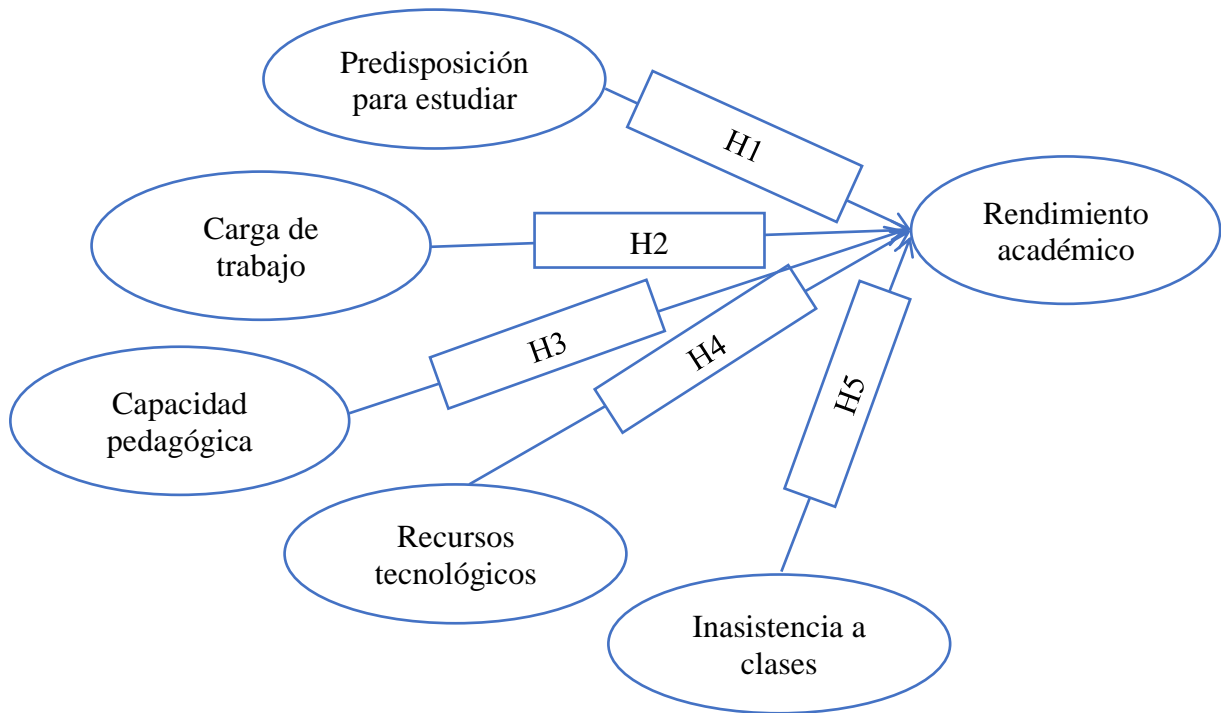 Predisposición
para estudiar
H1
Carga de
trabajo
H2
Rendimiento
académico
Capacidad
pedagógica
H3
H4
H5
Recursos
tecnológicos
Inasistencia a
clases